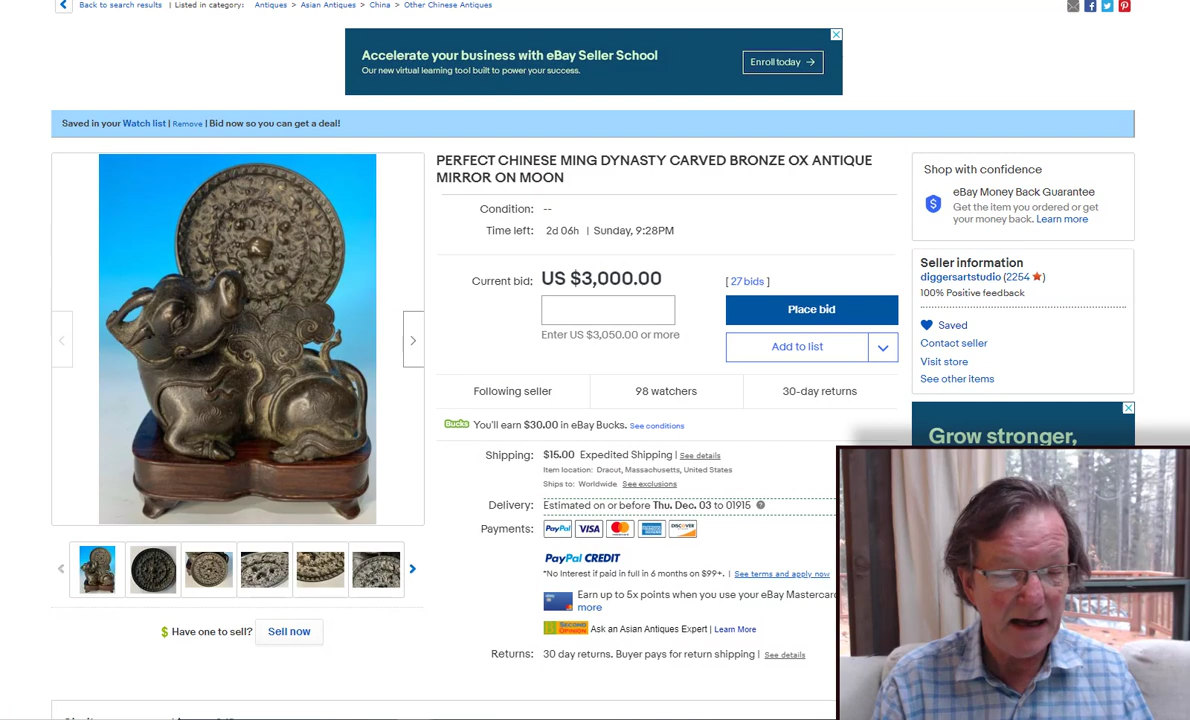 Back to search results | Listed in category: Antiques > Asian Antiques > China > Other Chinese Antiques
Accelerate your business with eBay Seller School
Our new virtual learning tool built to power your success.
Enroll today →
Saved in your Watch list | Remove | Bid now so you can get a deal!
PERFECT CHINESE MING DYNASTY CARVED BRONZE OX ANTIQUE
MIRROR ON MOON
Condition: --
Time left: 2d 06h | Sunday, 9:28PM
Current bid: US $3,000.00 [ 27 bids ]
Place bid
Enter US $3,050.00 or more
Add to list
Following seller
98 watchers
30-day returns
Bucks You'll earn $30.00 in eBay Bucks. See conditions
Shipping: $15.00 Expedited Shipping | See details
Item location: Dracut, Massachusetts, United States
Ships to: Worldwide See exclusions
Delivery: Estimated on or before Thu. Dec. 03 to 01915
Payments: PayPal VISA
PayPal CREDIT
*No Interest if paid in full in 6 months on $99+. | See terms and apply now
Earn up to 5x points when you use your eBay Mastercard
more
SECOND OPINION Ask an Asian Antiques Expert | Learn More
Returns: 30 day returns. Buyer pays for return shipping | See details
Have one to sell? Sell now
Shop with confidence
eBay Money Back Guarantee
Get the item you ordered or get
your money back. Learn more
Seller information
diggersartstudio (2254 ★)
100% Positive feedback
Saved
Contact seller
Visit store
See other items
Grow stronger,